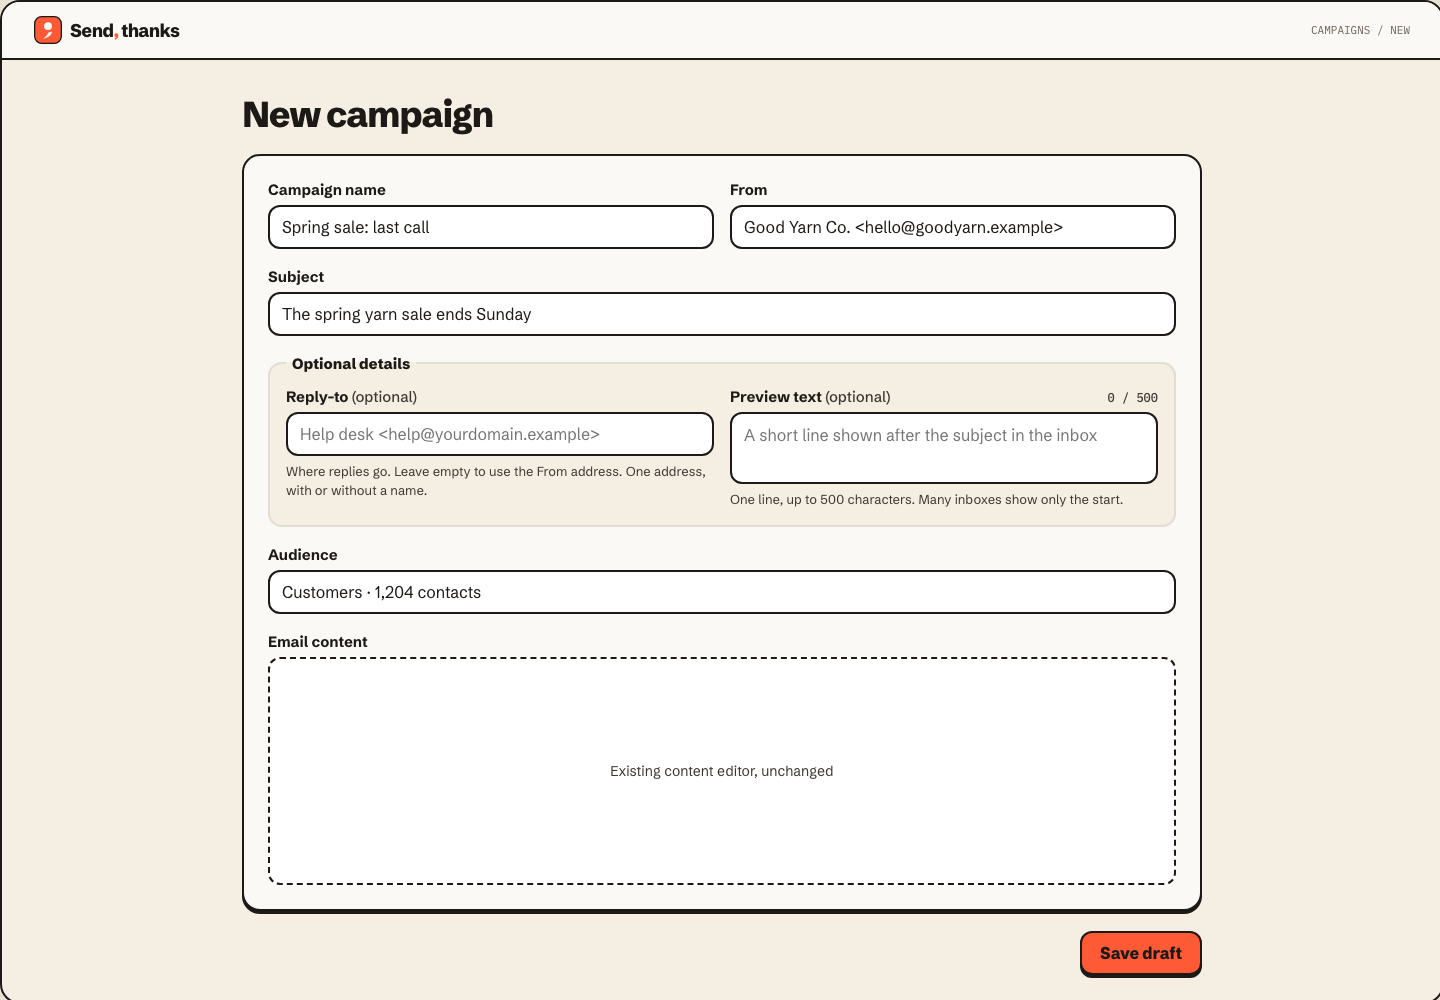 Send, thanks
CAMPAIGNS / NEW
New campaign
Campaign name
From
Spring sale: last call
Good Yarn Co. <hello@goodyarn.example>
Subject
The spring yarn sale ends Sunday
Optional details
Reply-to (optional)
Preview text (optional)
0 / 500
Help desk <help@yourdomain.example>
A short line shown after the subject in the inbox
Where replies go. Leave empty to use the From address. One address,
with or without a name.
One line, up to 500 characters. Many inboxes show only the start.
Audience
Customers · 1,204 contacts
Email content
Existing content editor, unchanged
Save draft